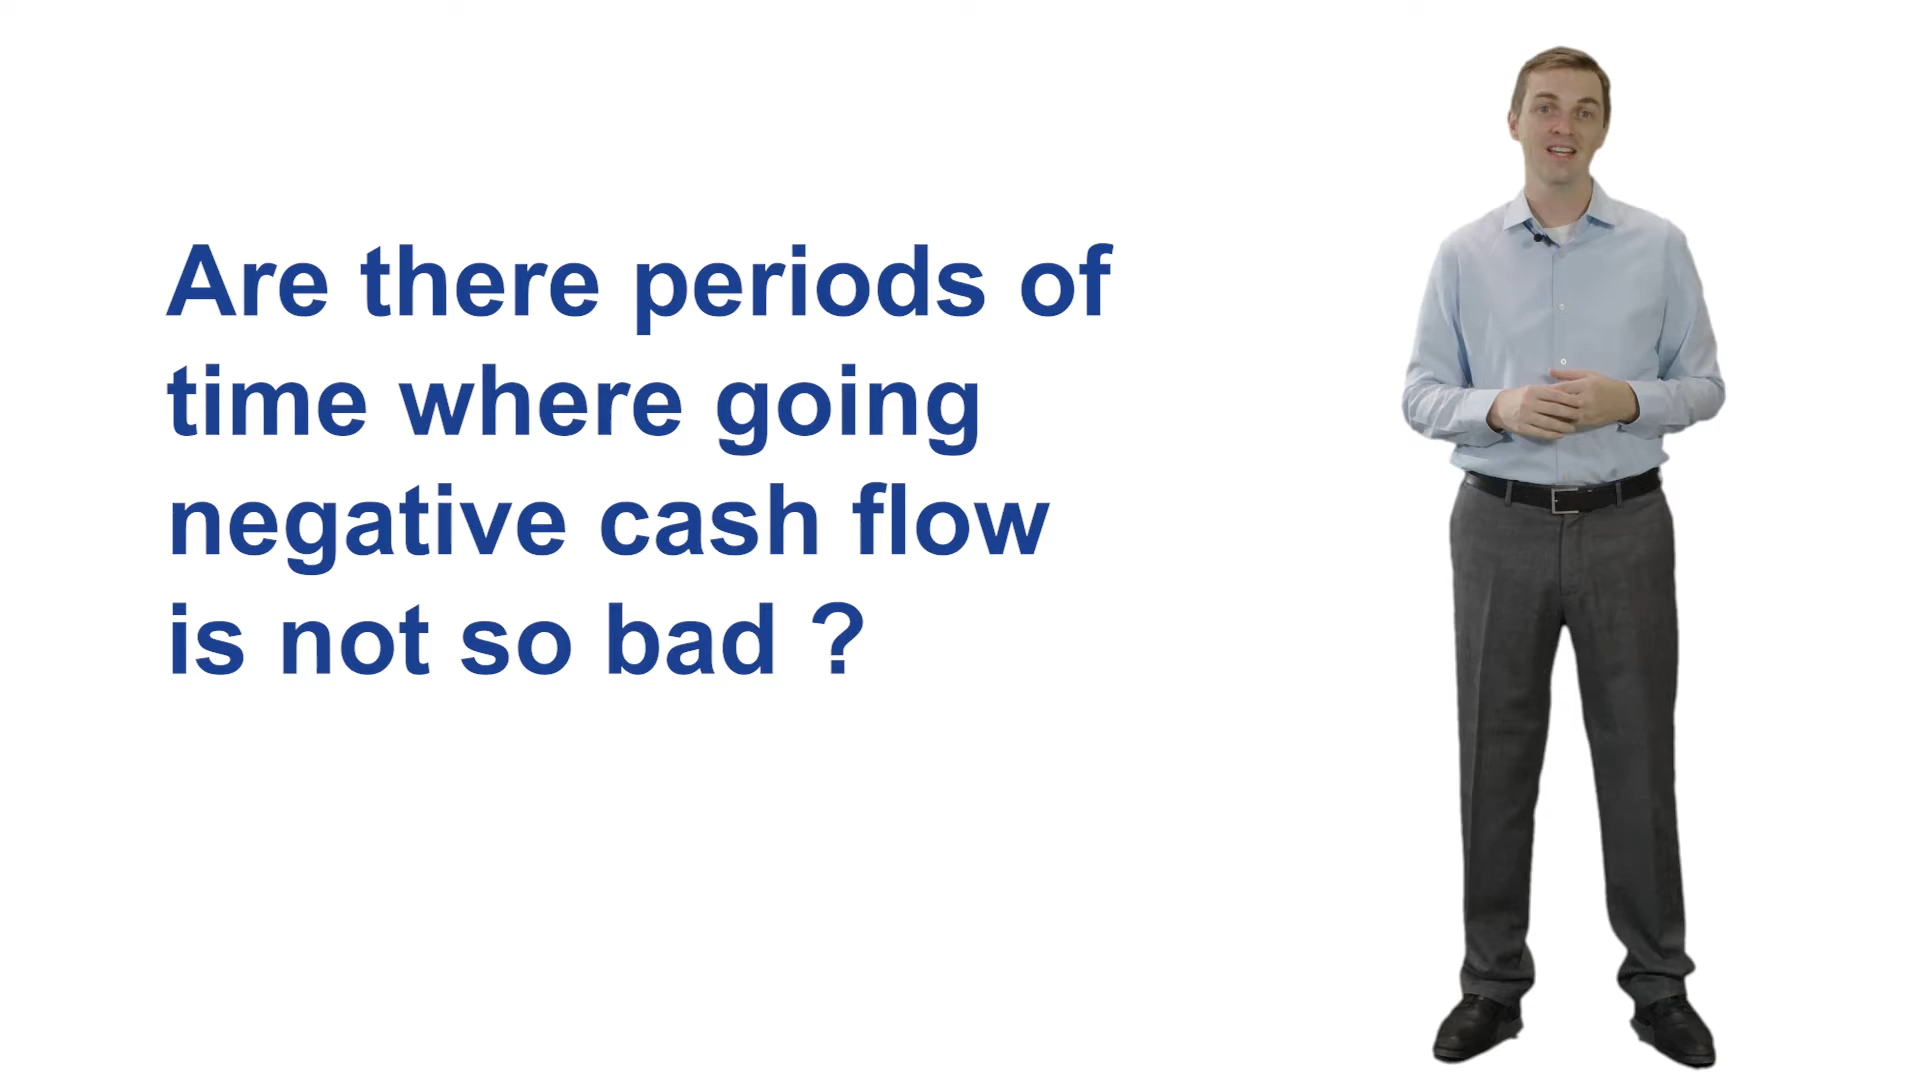 Are there periods of
time where going
negative cash flow
is not so bad ?